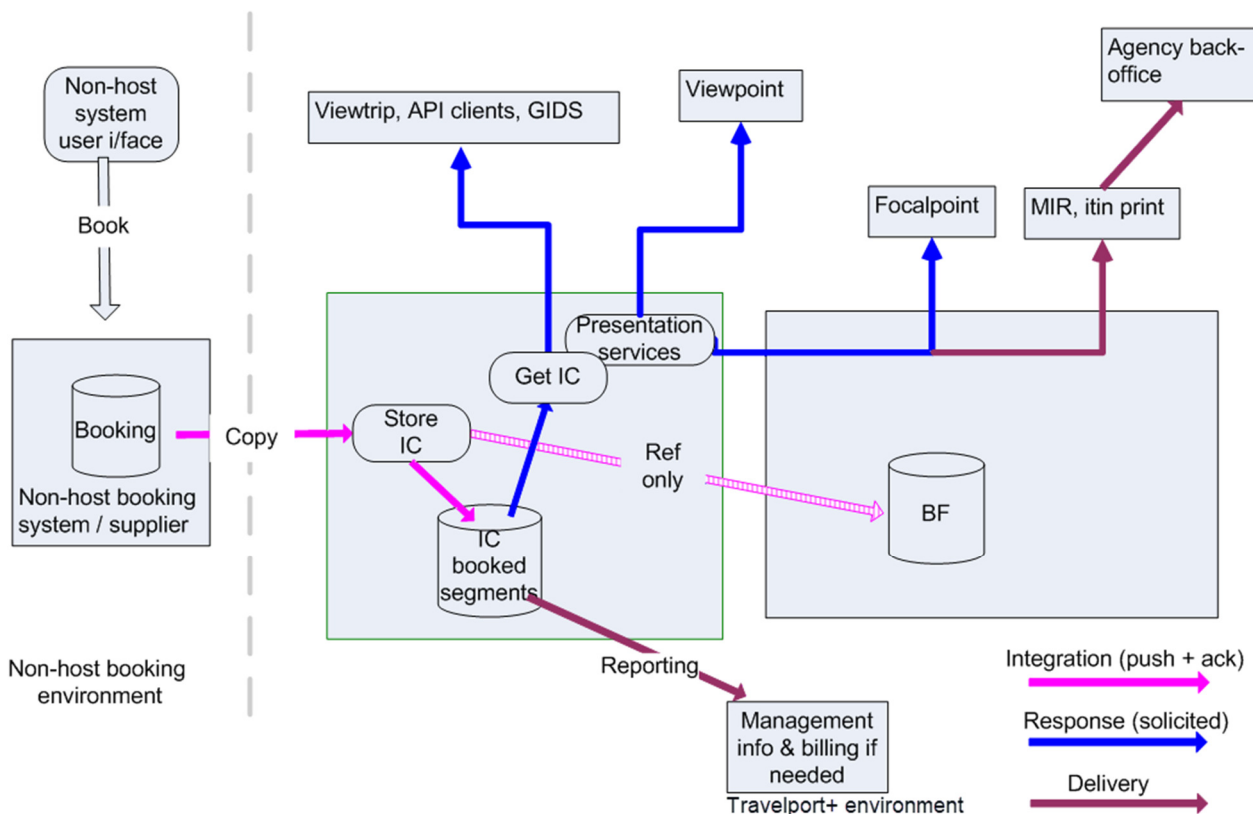 Non-host
system
user i/face
Book
Booking
Non-host booking
system / supplier
Non-host booking
environment
Copy
Viewtrip, API clients, GIDS
Viewpoint
Agency back-
office
Focalpoint
MIR, itin print
Presentation
services
Get IC
Store
IC
Ref
only
BF
IC
booked
segments
Reporting
Management
info & billing if
needed
Travelport+ environment
Integration (push + ack)
Response (solicited)
Delivery